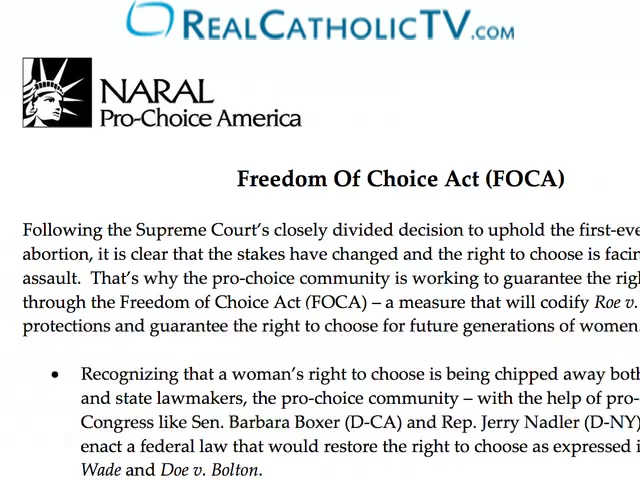 REALCATHOLICTV.COM
NARAL
Pro-Choice America
Freedom Of Choice Act (FOCA)
Following the Supreme Court's closely divided decision to uphold the first-eve
abortion, it is clear that the stakes have changed and the right to choose is facin
assault. That's why the pro-choice community is working to guarantee the righ
through the Freedom of Choice Act (FOCA) – a measure that will codify Roe v.
protections and guarantee the right to choose for future generations of women.
• Recognizing that a woman's right to choose is being chipped away both
and state lawmakers, the pro-choice community – with the help of pro-
Congress like Sen. Barbara Boxer (D-CA) and Rep. Jerry Nadler (D-NY)
enact a federal law that would restore the right to choose as expressed i
Wade and Doe v. Bolton.